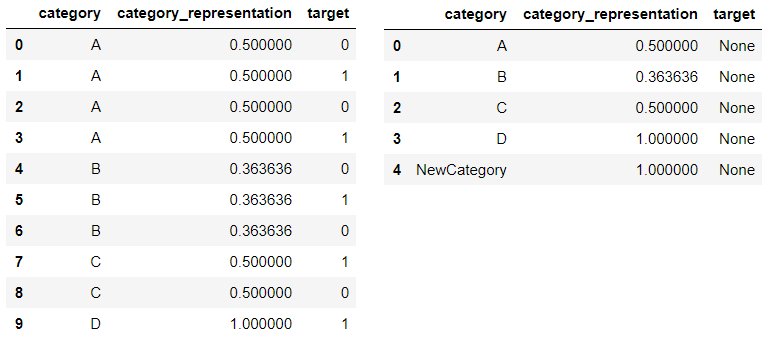 category category_representation target
0 A 0.500000 0
1 A 0.500000 1
2 A 0.500000 0
3 A 0.500000 1
4 B 0.363636 0
5 B 0.363636 1
6 B 0.363636 0
7 C 0.500000 1
8 C 0.500000 0
9 D 1.000000 1
category category_representation target
0 A 0.500000 None
1 B 0.363636 None
2 C 0.500000 None
3 D 1.000000 None
4 NewCategory 1.000000 None